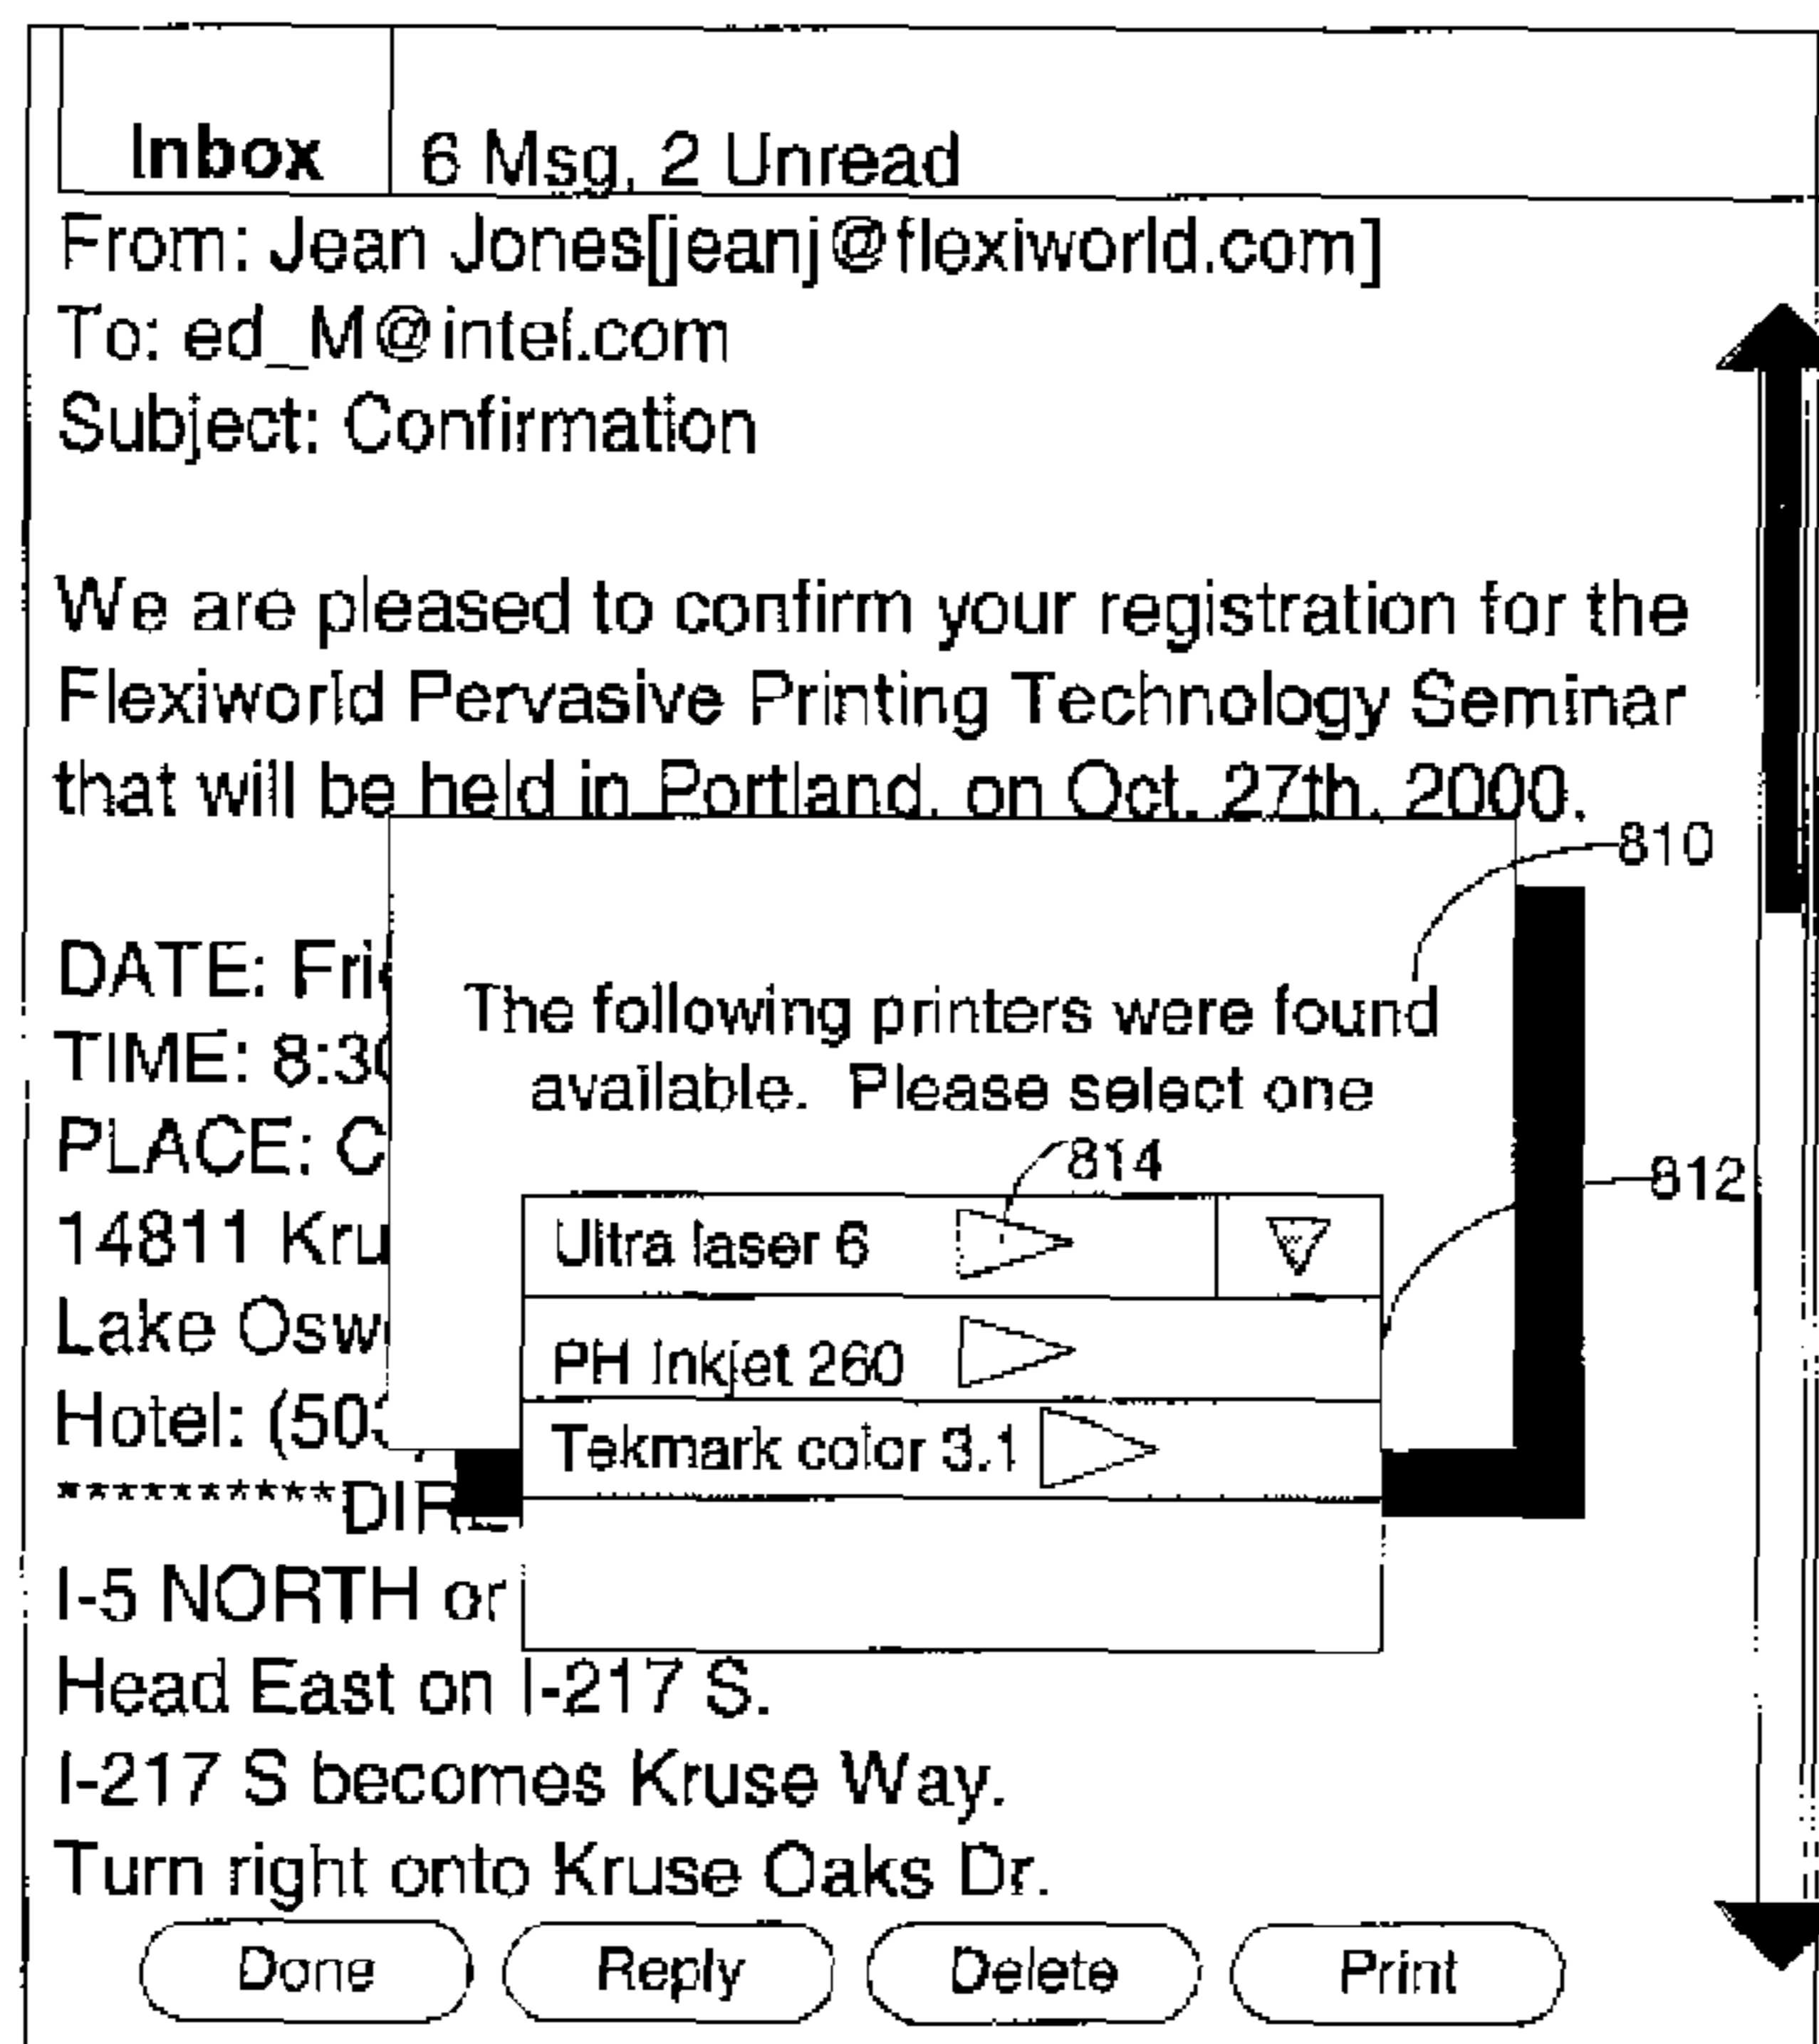 Inbox 6 Msg, 2 Unread
From: Jean Jones[jeanj@flexiworld.com]
To: ed_M@intel.com
Subject: Confirmation
We are pleased to confirm your registration for the
Flexiworld Pervasive Printing Technology Seminar
that will be held in Portland, on Oct. 27th, 2000.
810
DATE: Fri
The following printers were found
TIME: 8:30
available. Please select one
PLACE: C
814
812
14811 Kru
Ultra laser 6
Lake Osw
PH Inkjet 260
Hotel: (503
Tekmark color 3.1
**********DIR
I-5 NORTH or
Head East on I-217 S.
I-217 S becomes Kruse Way.
Turn right onto Kruse Oaks Dr.
Done Reply Delete Print